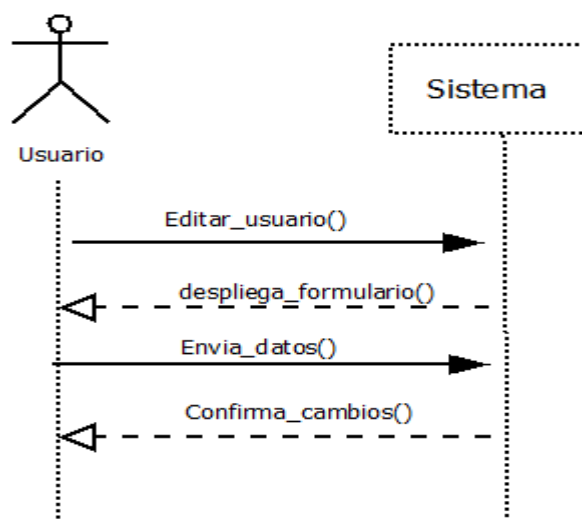 Sistema
Usuario
Editar_usuario()
despliega_formulario()
Envia_datos()
Confirma_cambios()